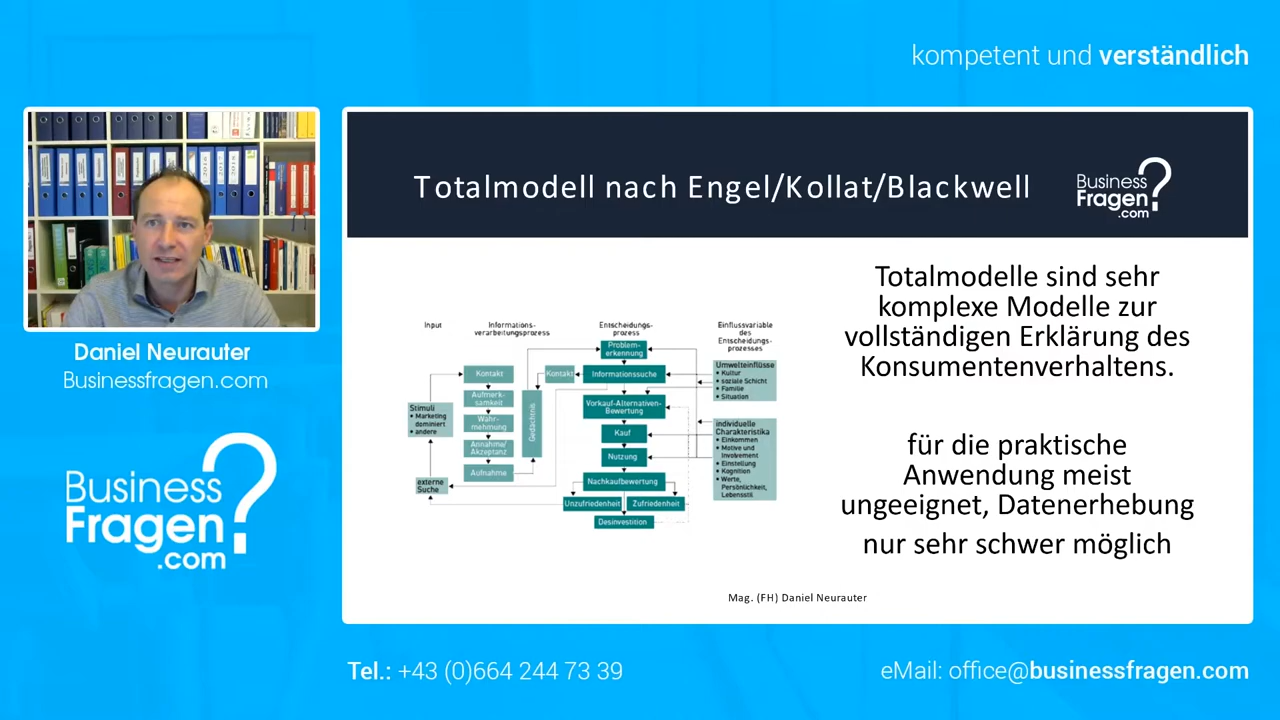 kompetent und verständlich
Daniel Neurauter
Businessfragen.com
Business
Fragen?
.com
Totalmodell nach Engel/Kollat/Blackwell
Business
Fragen?
.com
Input
Informations-
verarbeitungsprozess
Entscheidungs-
prozess
Einflussvariable
des
Entscheidungs-
prozesses
Stimuli
• Marketing
dominiert
• andere
externe
Suche
Kontakt
Aufmerk-
samkeit
Wahr-
nehmung
Annahme/
Akzeptanz
Aufnahme
Gedächtnis
Kontakt
Problem-
erkennung
Informationssuche
Vorkauf-Alternativen-
Bewertung
Kauf
Nutzung
Nachkaufbewertung
Unzufriedenheit
Zufriedenheit
Desinvestition
Umwelteinflüsse
• Kultur
• soziale Schicht
• Familie
• Situation
individuelle
Charakteristika
• Einkommen
• Motive und
Involvement
• Einstellung
• Kognition
• Werte,
Persönlichkeit,
Lebensstil
Totalmodelle sind sehr
komplexe Modelle zur
vollständigen Erklärung des
Konsumentenverhaltens.
für die praktische
Anwendung meist
ungeeignet, Datenerhebung
nur sehr schwer möglich
Mag. (FH) Daniel Neurauter
Tel.: +43 (0)664 244 73 39
eMail: office@businessfragen.com